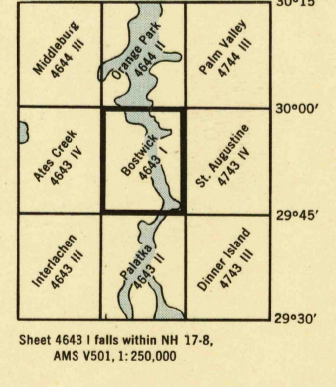 30°15'
Middleburg
4644 III
Orange Park
4644 II
Palm Valley
4744 III
30°00'
Ates Creek
4643 IV
Bostwick
4643 I
St. Augustine
4743 IV
29°45'
Interlachen
4643 III
Palatka
4643 II
Dinner Island
4743 III
29°30'
Sheet 4643 I falls within NH 17-8,
AMS V501, 1:250,000